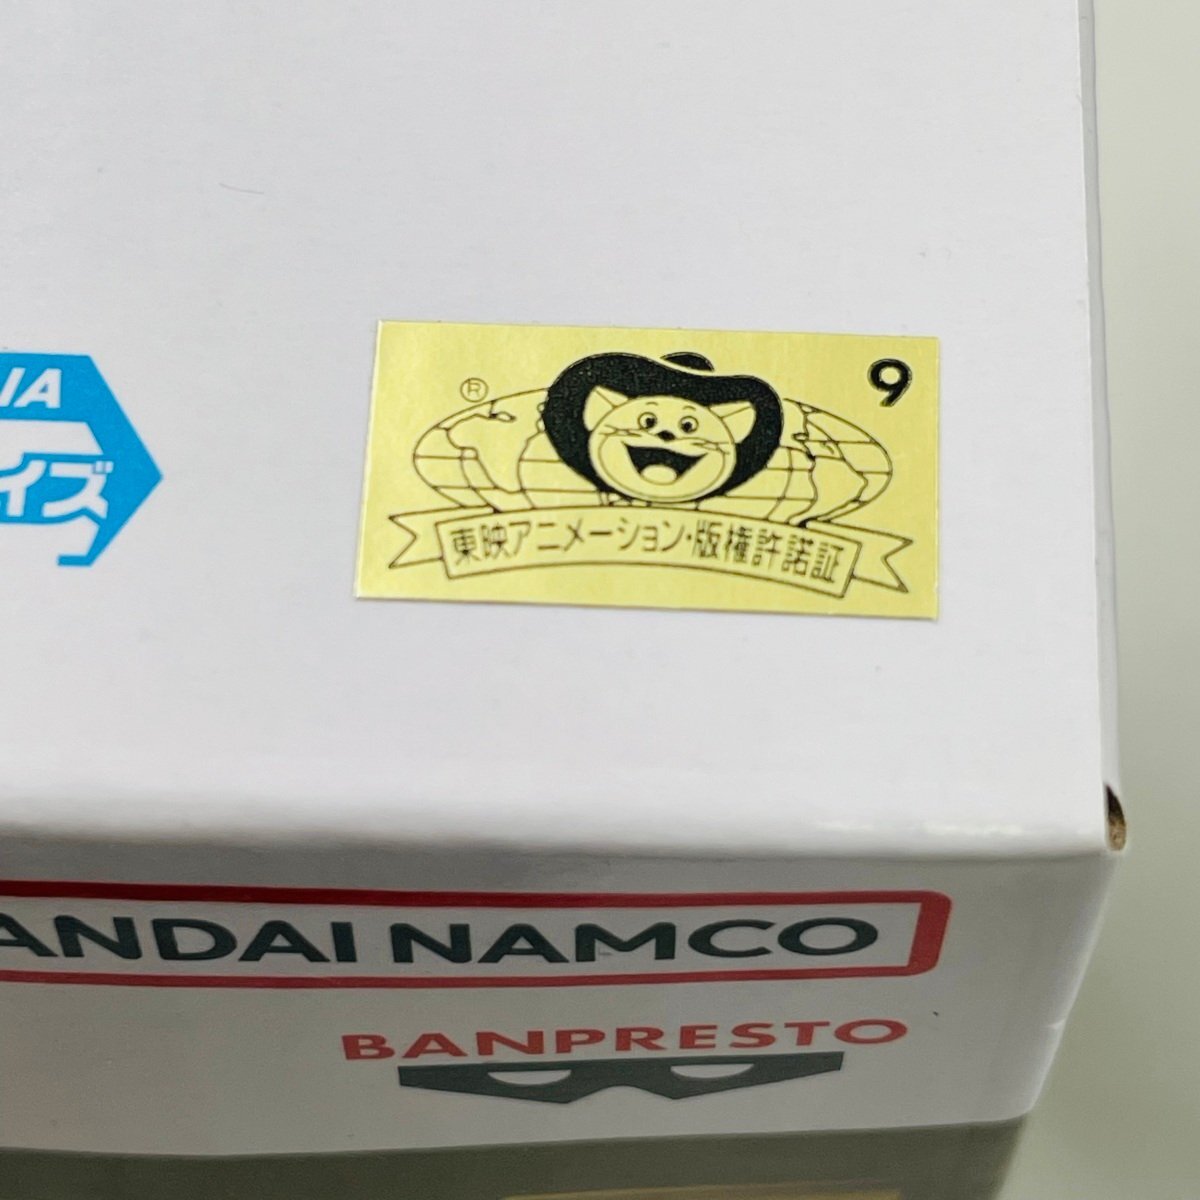 IA
イズ
® 9
東映アニメーション・版権許諾証
ANDAI NAMCO
BANPRESTO